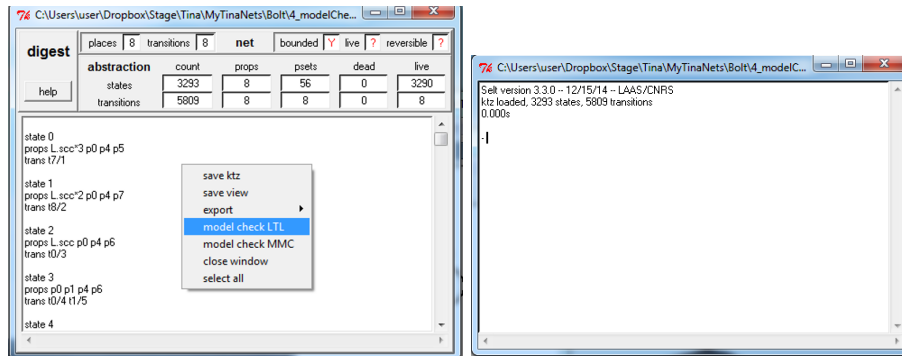 C:\Users\user\Dropbox\Stage\Tina\MyTinaNets\Bolt\4_modelChe...
digest
places 8 transitions 8 net bounded Y live ? reversible ?
abstraction count props psets dead live
help
states 3293 8 56 0 3290
transitions 5809 8 8 0 8
state 0
props L.scc*3 p0 p4 p5
trans t7/1
state 1
props L.scc*2 p0 p4 p7
trans t8/2
state 2
props L.scc p0 p4 p6
trans t0/3
state 3
props p0 p1 p4 p6
trans t0/4 t1/5
state 4
save ktz
save view
export
model check LTL
model check MMC
close window
select all
C:\Users\user\Dropbox\Stage\Tina\MyTinaNets\Bolt\4_modelC...
Selt version 3.3.0 -- 12/15/14 -- LAAS/CNRS
ktz loaded, 3293 states, 5809 transitions
0.000s
-